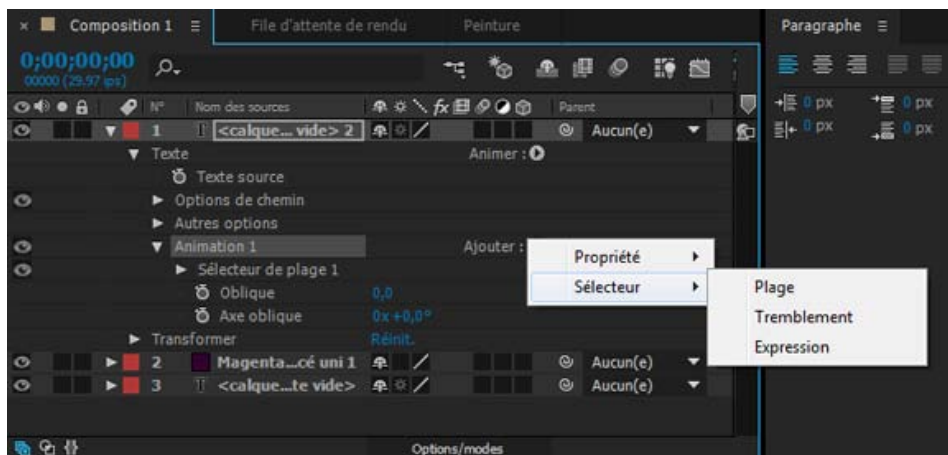 Composition 1 File d'attente de rendu Peinture Paragraphe
0;00;00;00
00000 (29.97 ips)
0 px 0 px
0 px 0 px
N° Nom des sources Parent
1 T <calque... vide> 2 Aucun(e)
Texte Animer :
Texte source
Options de chemin
Autres options
Animation 1 Ajouter :
Propriété
Sélecteur
Plage
Tremblement
Expression
Sélecteur de plage 1
Oblique 0,0
Axe oblique 0x+0,0°
Transformer Réinit.
2 Magenta...cé uni 1 Aucun(e)
3 T <calque...te vide> Aucun(e)
Options/modes